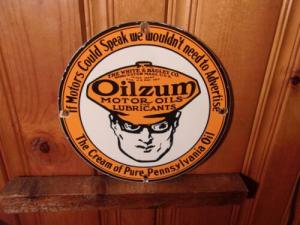 If Motors Could Speak we wouldn't need to Advertise
THE WHITE & BAGLEY CO.
Oilzum
MOTOR OILS
AND
LUBRICANTS
The Cream of Pure Pennsylvania Oil